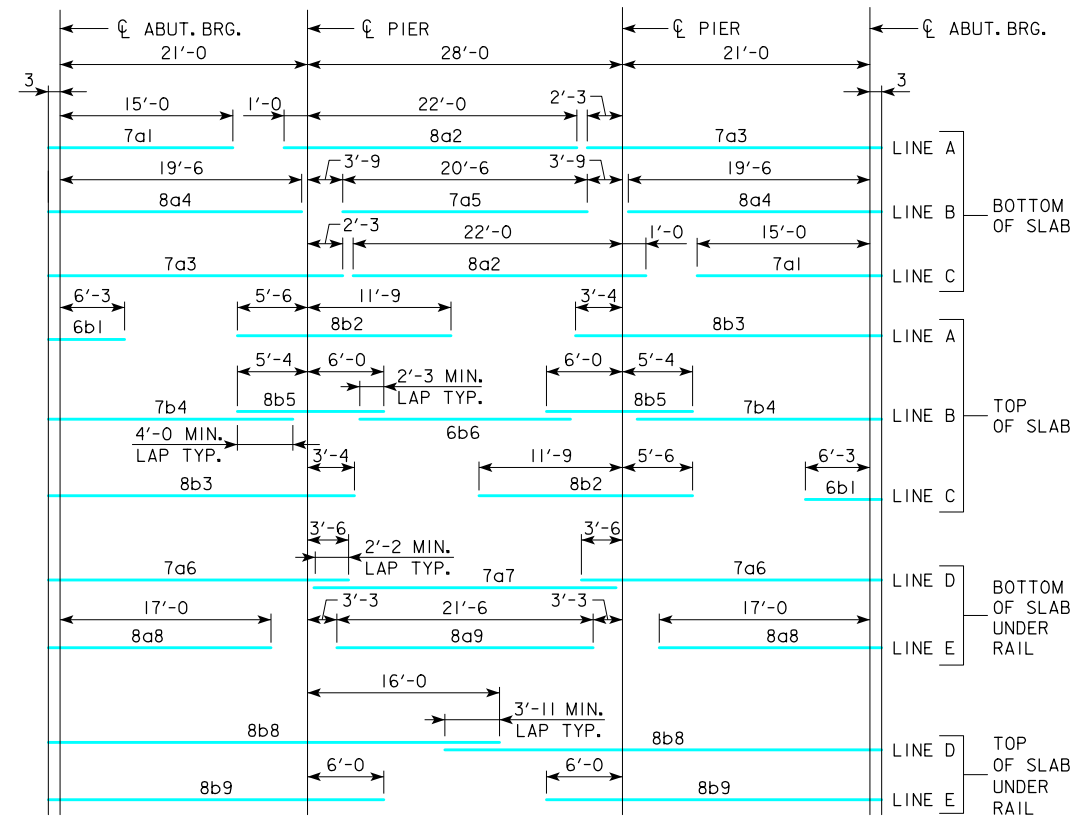 ℄ ABUT. BRG. ℄ PIER ℄ PIER ℄ ABUT. BRG.
21'-0 28'-0 21'-0
3 3
15'-0 1'-0 22'-0 2'-3
7a1 8a2 7a3 LINE A
3'-9 3'-9
19'-6 20'-6 19'-6
8a4 7a5 8a4 LINE B
BOTTOM
OF SLAB
2'-3
22'-0 1'-0 15'-0
7a3 8a2 7a1 LINE C
6'-3 5'-6 11'-9 3'-4
6b1 8b2 8b3 LINE A
5'-4 6'-0 6'-0 5'-4
2'-3 MIN.
LAP TYP.
8b5 8b5
7b4 6b6 7b4 LINE B
TOP
OF SLAB
4'-0 MIN.
LAP TYP.
3'-4 11'-9 5'-6 6'-3
8b3 8b2 6b1 LINE C
3'-6 3'-6
2'-2 MIN.
LAP TYP.
7a6 7a7 7a6 LINE D
3'-3 3'-3
17'-0 21'-6 17'-0
8a8 8a9 8a8 LINE E
BOTTOM
OF SLAB
UNDER
RAIL
16'-0
3'-11 MIN.
LAP TYP.
8b8 8b8 LINE D
6'-0 6'-0
8b9 8b9 LINE E
TOP
OF SLAB
UNDER
RAIL